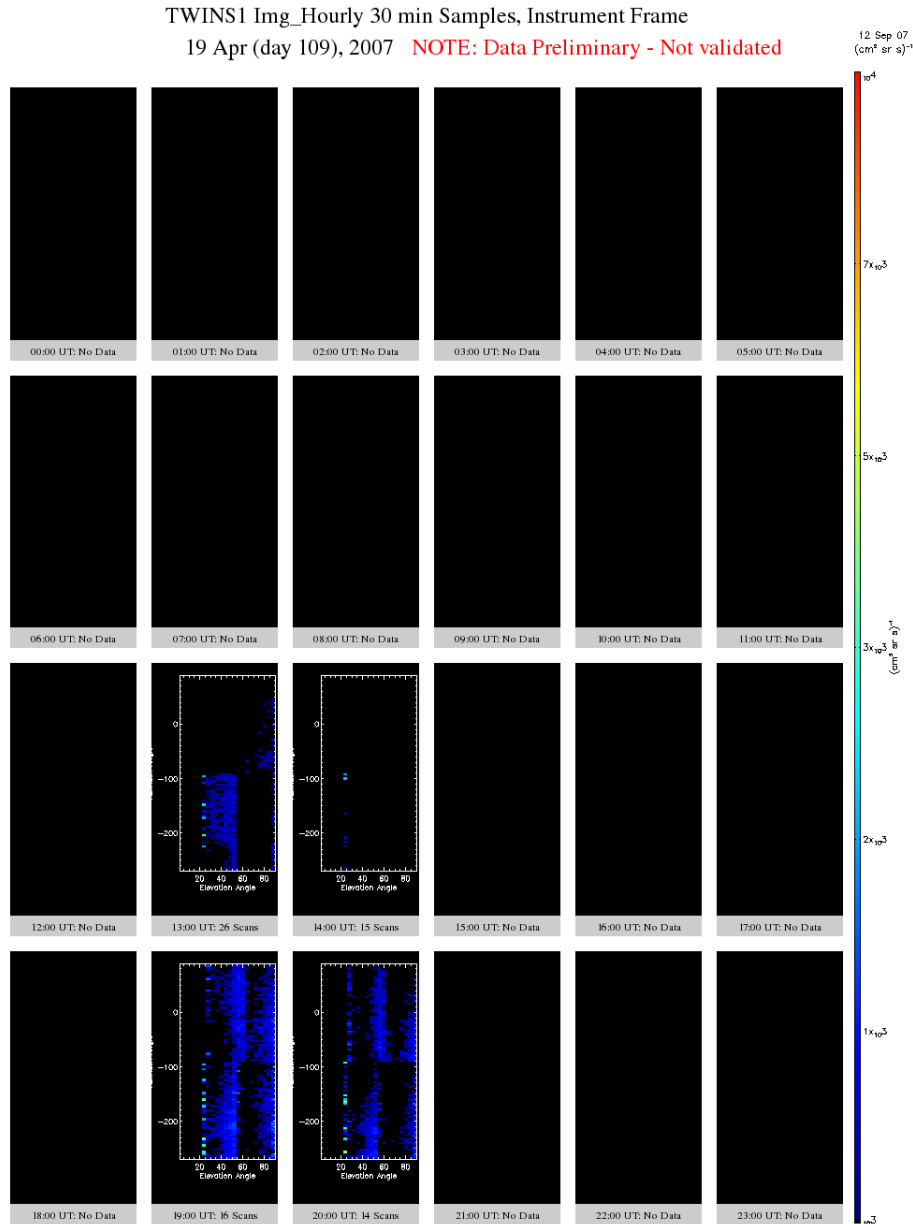 TWINS1 Img_Hourly 30 min Samples, Instrument Frame
19 Apr (day 109), 2007 NOTE: Data Preliminary - Not validated
12 Sep 07
(cm² sr s)⁻¹
10⁴
7x₁₀3
5x₁₀3
3x₁₀3
(cm² sr s)⁻¹
2x₁₀3
1x₁₀3
00:00 UT: No Data
01:00 UT: No Data
02:00 UT: No Data
03:00 UT: No Data
04:00 UT: No Data
05:00 UT: No Data
06:00 UT: No Data
07:00 UT: No Data
08:00 UT: No Data
09:00 UT: No Data
10:00 UT: No Data
11:00 UT: No Data
0
-100
-200
20 40 60 80
Elevation Angle
0
-100
-200
20 40 60 80
Elevation Angle
12:00 UT: No Data
13:00 UT: 26 Scans
14:00 UT: 15 Scans
15:00 UT: No Data
16:00 UT: No Data
17:00 UT: No Data
0
-100
-200
20 40 60 80
Elevation Angle
0
-100
-200
20 40 60 80
Elevation Angle
18:00 UT: No Data
19:00 UT: 16 Scans
20:00 UT: 14 Scans
21:00 UT: No Data
22:00 UT: No Data
23:00 UT: No Data